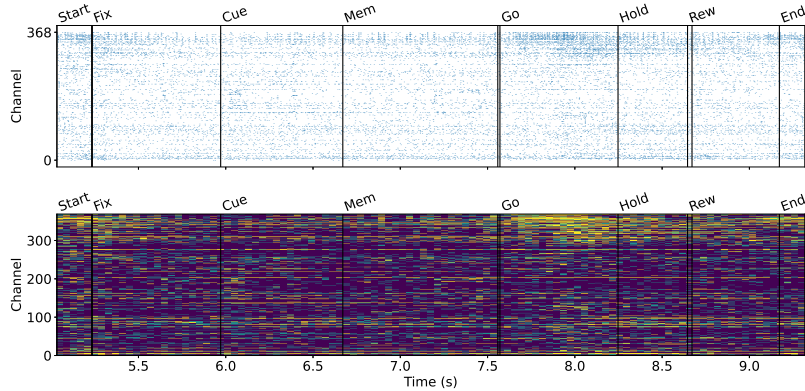 Start Fix Cue Mem Go Hold Rew End
368
Channel
0
Start Fix Cue Mem Go Hold Rew End
300
200
Channel
100
0
5.5 6.0 6.5 7.0 7.5 8.0 8.5 9.0
Time (s)